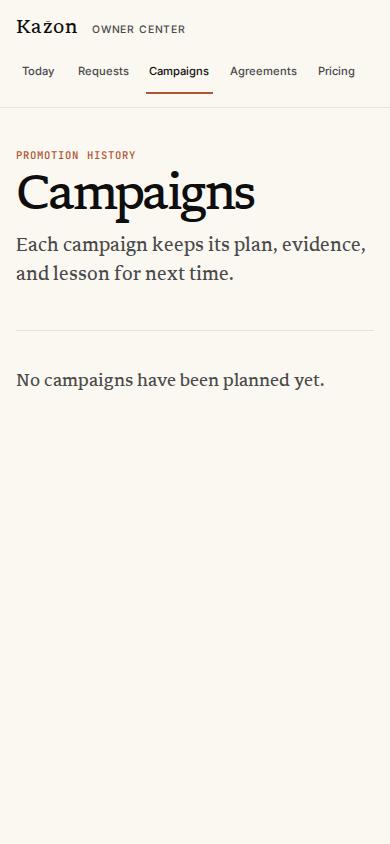 Kažon OWNER CENTER
Today Requests Campaigns Agreements Pricing
PROMOTION HISTORY
Campaigns
Each campaign keeps its plan, evidence,
and lesson for next time.
No campaigns have been planned yet.